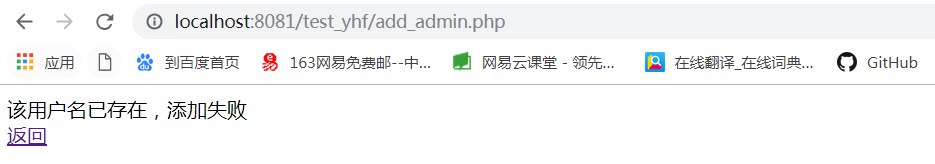 localhost:8081/test_yhf/add_admin.php
应用 到百度首页 163网易免费邮--中... 网易云课堂 - 领先... 在线翻译_在线词典... GitHub
该用户名已存在，添加失败
返回